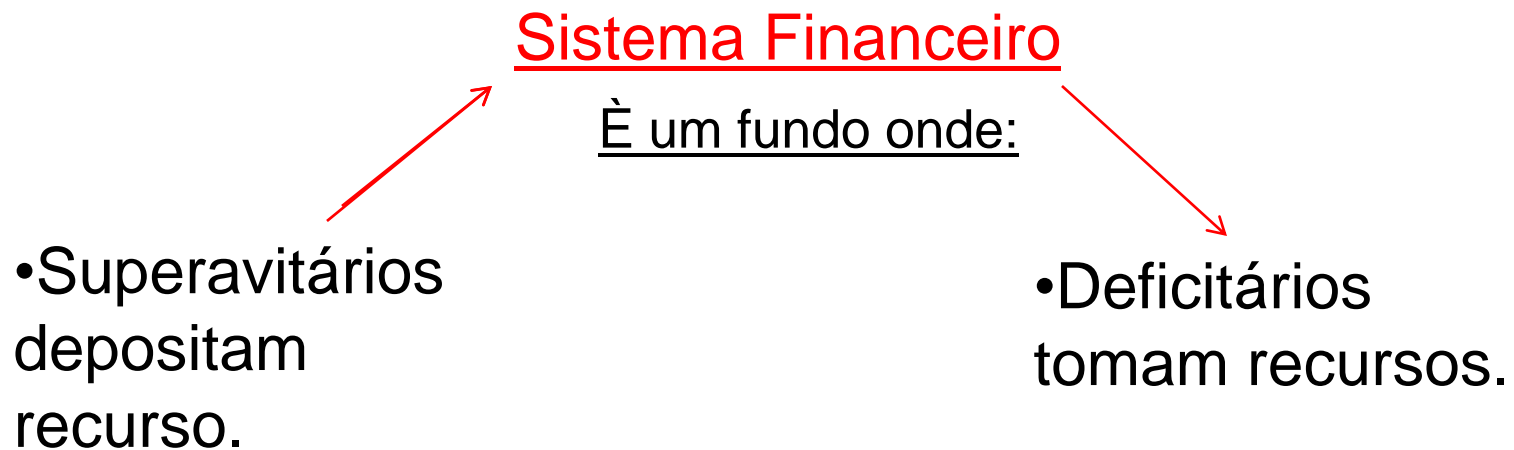 Sistema Financeiro
È um fundo onde:
•Superavitários
depositam
recurso.
•Deficitários
tomam recursos.